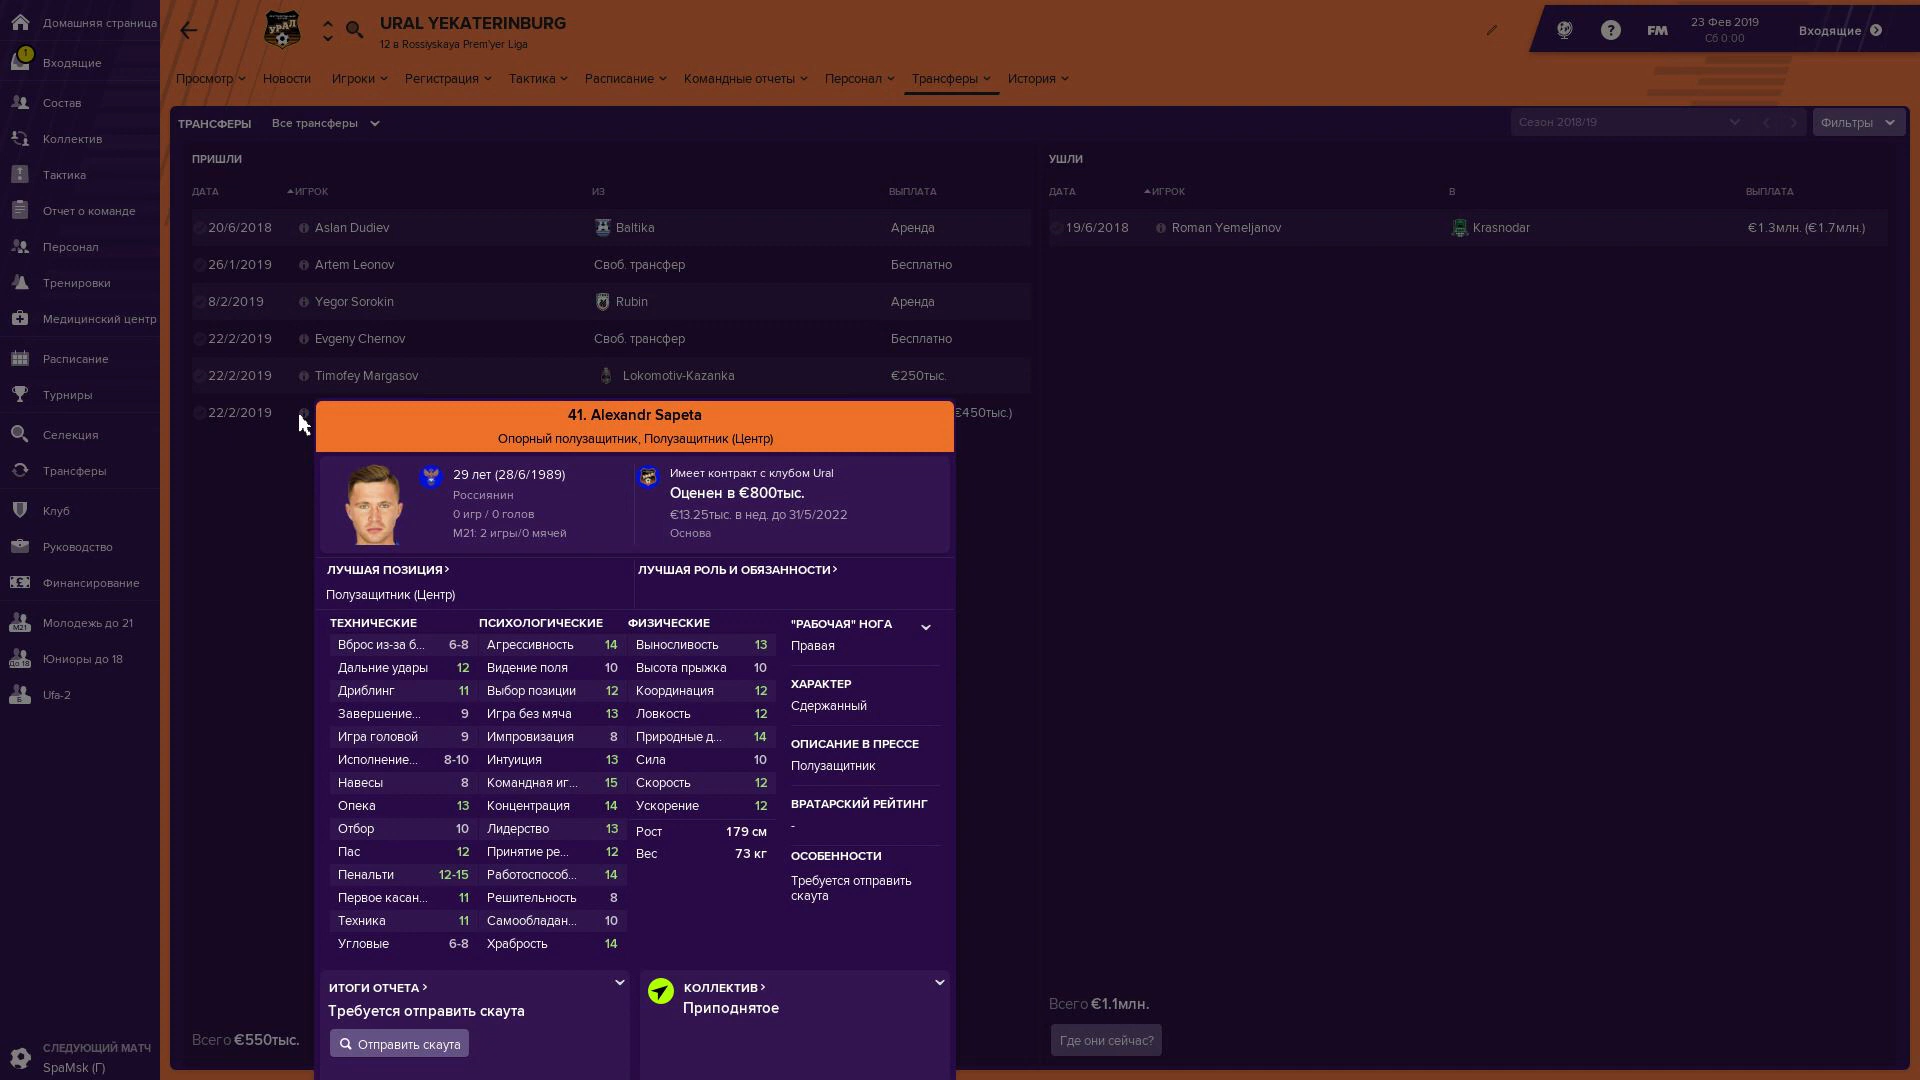 Домашняя страница
1
Входящие
Состав
Коллектив
Тактика
Отчет о команде
Персонал
Тренировки
Медицинский центр
Расписание
Турниры
Селекция
Трансферы
Клуб
Руководство
Финансирование
M21
Молодежь до 21
До 18
Юниоры до 18
Б
Ufa-2
СЛЕДУЮЩИЙ МАТЧ
SpaMsk (Г)
УРАЛ
URAL YEKATERINBURG
12 в Rossiyskaya Prem'yer Liga
?
FM
23 Фев 2019
Сб 0:00
Входящие
Просмотр
Новости
Игроки
Регистрация
Тактика
Расписание
Командные отчеты
Персонал
Трансферы
История
ТРАНСФЕРЫ
Все трансферы
Сезон 2018/19
Фильтры
ПРИШЛИ
ДАТА ИГРОК ИЗ ВЫПЛАТА
20/6/2018 Aslan Dudiev Baltika Аренда
26/1/2019 Artem Leonov Своб. трансфер Бесплатно
8/2/2019 Yegor Sorokin Rubin Аренда
22/2/2019 Evgeny Chernov Своб. трансфер Бесплатно
22/2/2019 Timofey Margasov Lokomotiv-Kazanka €250тыс.
22/2/2019 €450тыс.)
Всего €550тыс.
УШЛИ
ДАТА ИГРОК В ВЫПЛАТА
19/6/2018 Roman Yemeljanov Krasnodar €1.3млн. (€1.7млн.)
Всего €1.1млн.
Где они сейчас?
41. Alexandr Sapeta
Опорный полузащитник, Полузащитник (Центр)
29 лет (28/6/1989)
Россиянин
0 игр / 0 голов
M21: 2 игры/0 мячей
Имеет контракт с клубом Ural
Оценен в €800тыс.
€13.25тыс. в нед. до 31/5/2022
Основа
ЛУЧШАЯ ПОЗИЦИЯ
Полузащитник (Центр)
ЛУЧШАЯ РОЛЬ И ОБЯЗАННОСТИ
ТЕХНИЧЕСКИЕ
Вброс из-за б... 6-8
Дальние удары 12
Дриблинг 11
Завершение... 9
Игра головой 9
Исполнение... 8-10
Навесы 8
Опека 13
Отбор 10
Пас 12
Пенальти 12-15
Первое касан... 11
Техника 11
Угловые 6-8
ПСИХОЛОГИЧЕСКИЕ
Агрессивность 14
Видение поля 10
Выбор позиции 12
Игра без мяча 13
Импровизация 8
Интуиция 13
Командная иг... 15
Концентрация 14
Лидерство 13
Принятие ре... 12
Работоспособ... 14
Решительность 8
Самообладан... 10
Храбрость 14
ФИЗИЧЕСКИЕ
Выносливость 13
Высота прыжка 10
Координация 12
Ловкость 12
Природные д... 14
Сила 10
Скорость 12
Ускорение 12
Рост 179 см
Вес 73 кг
"РАБОЧАЯ" НОГА
Правая
ХАРАКТЕР
Сдержанный
ОПИСАНИЕ В ПРЕССЕ
Полузащитник
ВРАТАРСКИЙ РЕЙТИНГ
-
ОСОБЕННОСТИ
Требуется отправить
скаута
ИТОГИ ОТЧЕТА
Требуется отправить скаута
Отправить скаута
КОЛЛЕКТИВ
Приподнятое